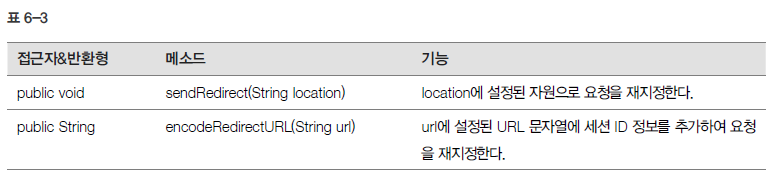 표 6-3
접근자&반환형 메소드 기능
public void sendRedirect(String location) location에 설정된 자원으로 요청을 재지정한다.
public String encodeRedirectURL(String url) url에 설정된 URL 문자열에 세션 ID 정보를 추가하여 요청
을 재지정한다.